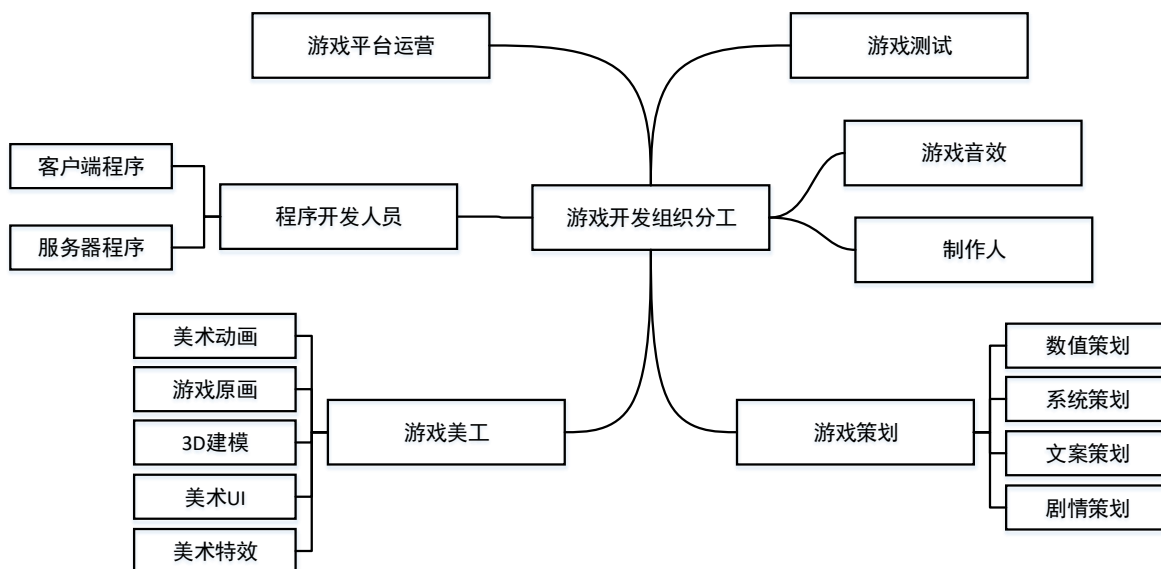 游戏平台运营
游戏测试
客户端程序
服务器程序
程序开发人员
游戏开发组织分工
游戏音效
制作人
美术动画
游戏原画
3D建模
美术UI
美术特效
游戏美工
游戏策划
数值策划
系统策划
文案策划
剧情策划